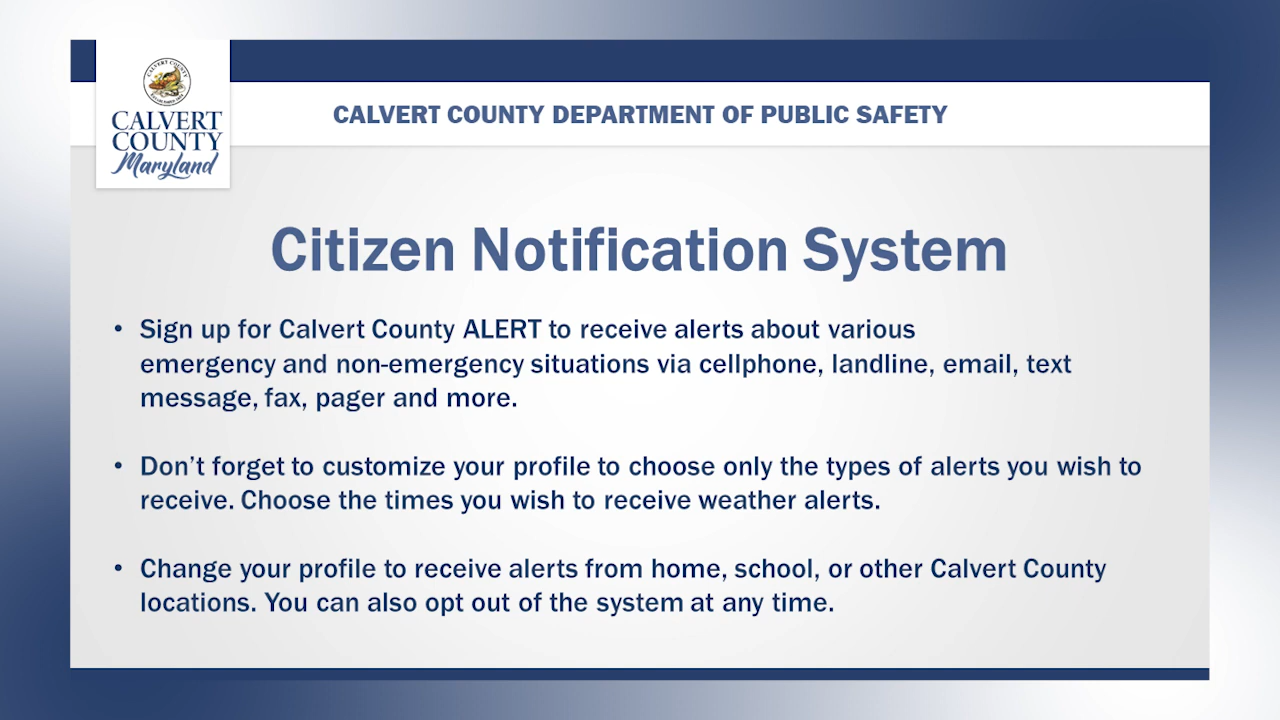 CALVERT COUNTY
CALVERT
COUNTY
Maryland
CALVERT COUNTY DEPARTMENT OF PUBLIC SAFETY
Citizen Notification System
• Sign up for Calvert County ALERT to receive alerts about various
emergency and non-emergency situations via cellphone, landline, email, text
message, fax, pager and more.
• Don’t forget to customize your profile to choose only the types of alerts you wish to
receive. Choose the times you wish to receive weather alerts.
• Change your profile to receive alerts from home, school, or other Calvert County
locations. You can also opt out of the system at any time.